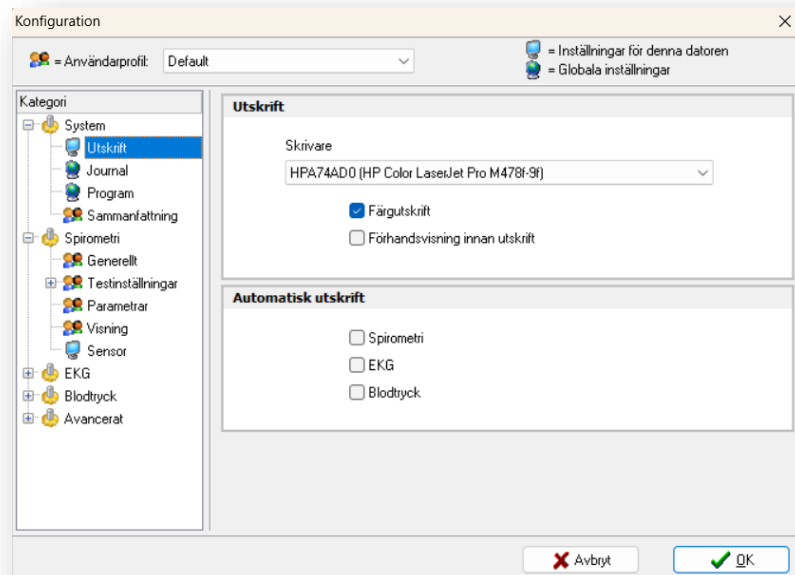 Konfiguration
= Användarprofil: Default
= Inställningar för denna datoren
= Globala inställningar
Kategori
System
Utskrift
Journal
Program
Sammanfattning
Spirometri
Generellt
Testinställningar
Parametrar
Visning
Sensor
EKG
Blodtryck
Avancerat
Utskrift
Skrivare
HPA74AD0 (HP Color LaserJet Pro M478f-9f)
Färgutskrift
Förhandsvisning innan utskrift
Automatisk utskrift
Spirometri
EKG
Blodtryck
Avbryt
OK